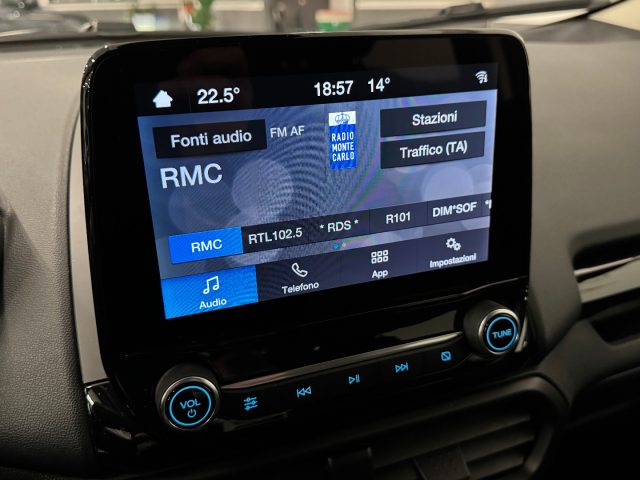 22.5° 18:57 14°
Fonti audio FM AF
RADIO
MONTE
CARLO
Stazioni
Traffico (TA)
RMC
RMC RTL102.5 * RDS * R101 DIM*SOF
Audio Telefono App Impostazioni
VOL TUNE